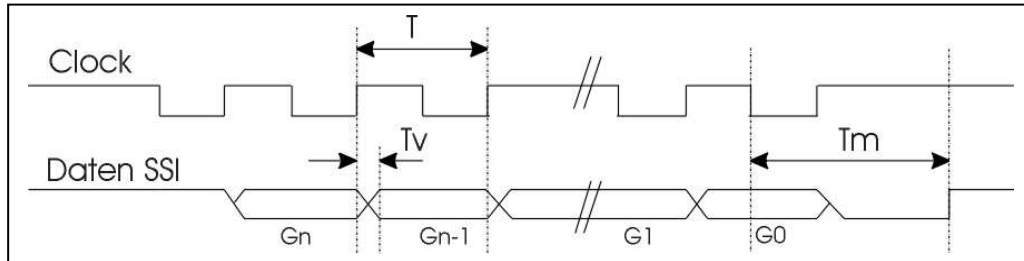 T
Clock
Tv
Tm
Daten SSI
Gn
Gn-1
G1
G0